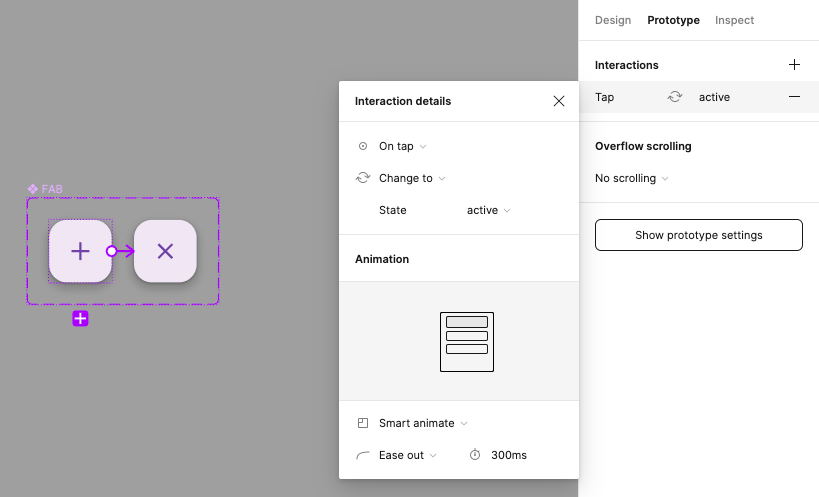 Design Prototype Inspect
Interactions
Tap active
Interaction details
On tap
Change to
State active
Animation
Smart animate
Ease out 300ms
Overflow scrolling
No scrolling
Show prototype settings
FAB